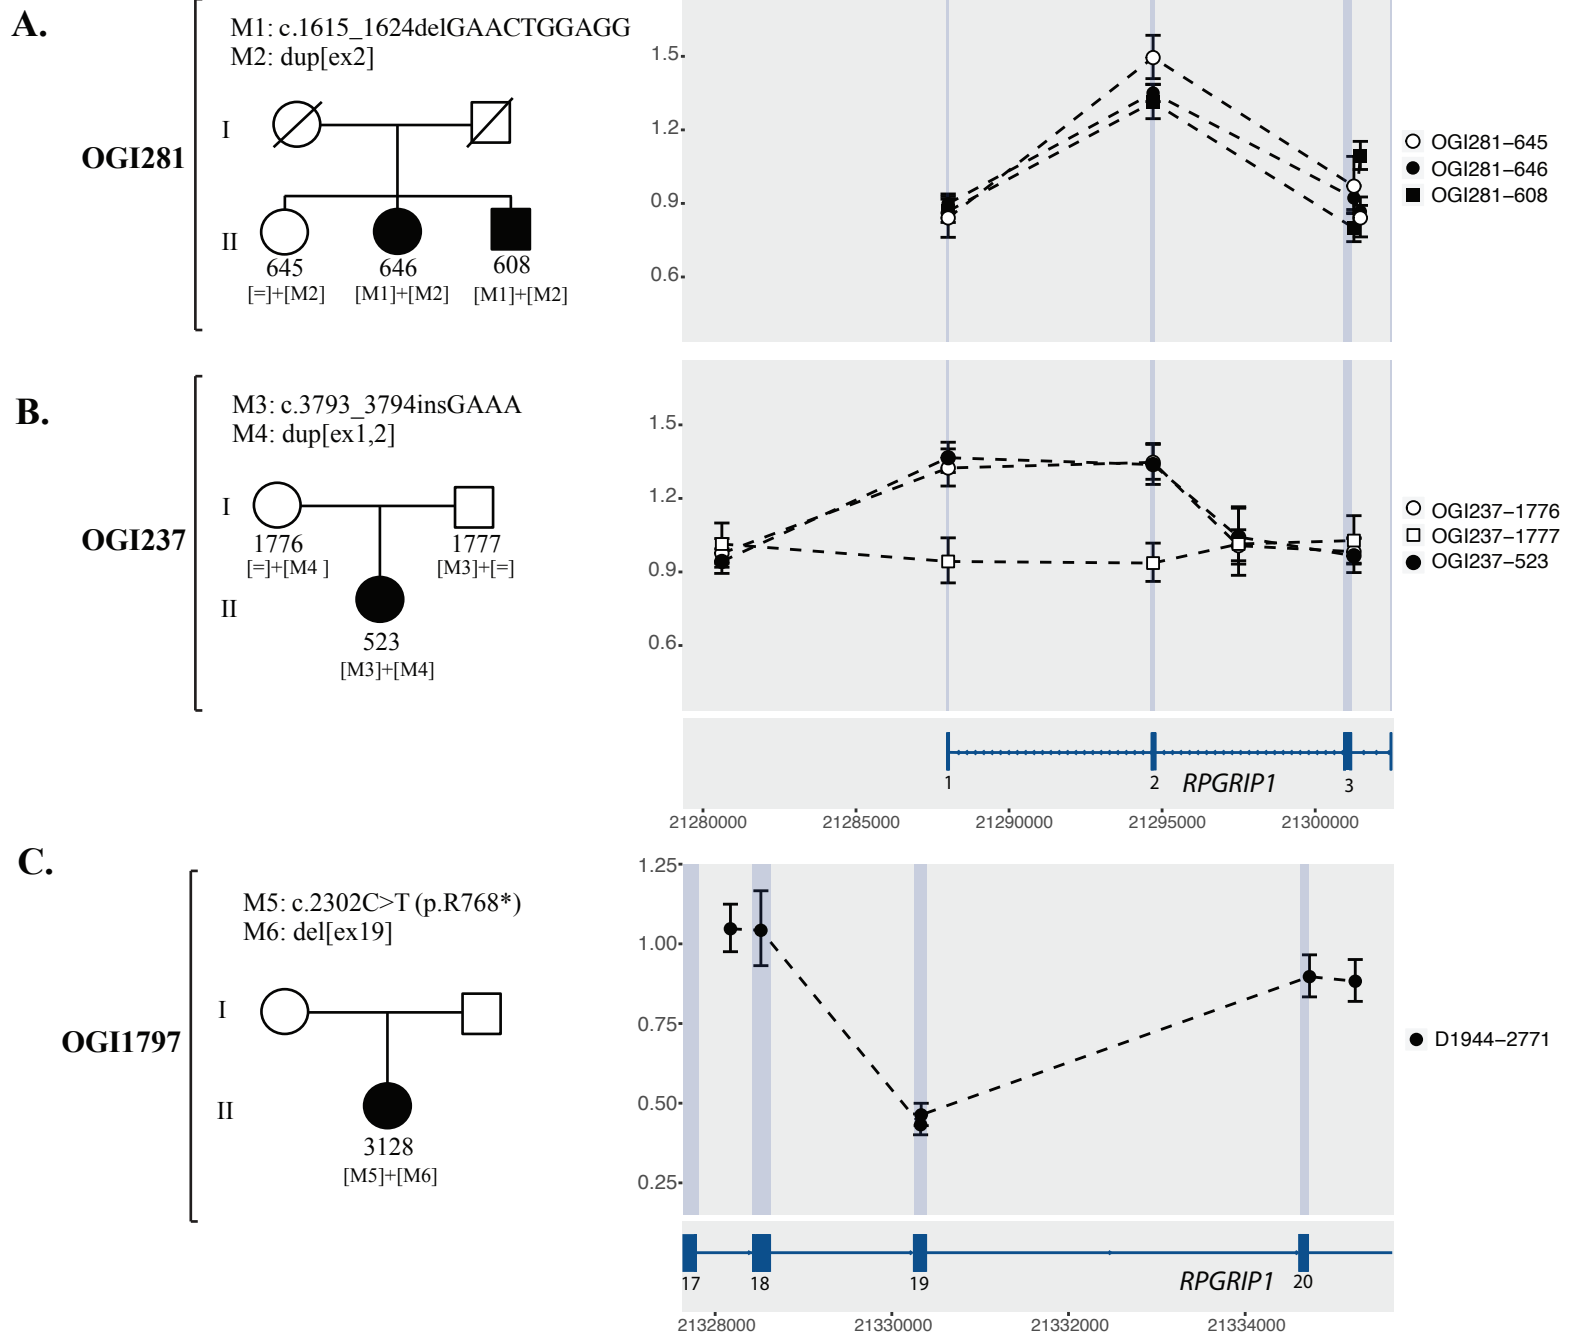 A.
M1: c.1615_1624delGAACTGGAGG
M2: dup[ex2]
OGI281
I
II
645
646
608
[=]+[M2]
[M1]+[M2]
[M1]+[M2]
1.5
1.2
0.9
0.6
OGI281–645
OGI281–646
OGI281–608
B.
M3: c.3793_3794insGAAA
M4: dup[ex1,2]
OGI237
I
1776
1777
[=]+[M4 ]
[M3]+[=]
II
523
[M3]+[M4]
1.5
1.2
0.9
0.6
OGI237–1776
OGI237–1777
OGI237–523
1
2
RPGRIP1
3
21280000
21285000
21290000
21295000
21300000
C.
M5: c.2302C>T (p.R768*)
M6: del[ex19]
OGI1797
I
II
3128
[M5]+[M6]
1.25
1.00
0.75
0.50
0.25
D1944–2771
17
18
19
RPGRIP1
20
21328000
21330000
21332000
21334000